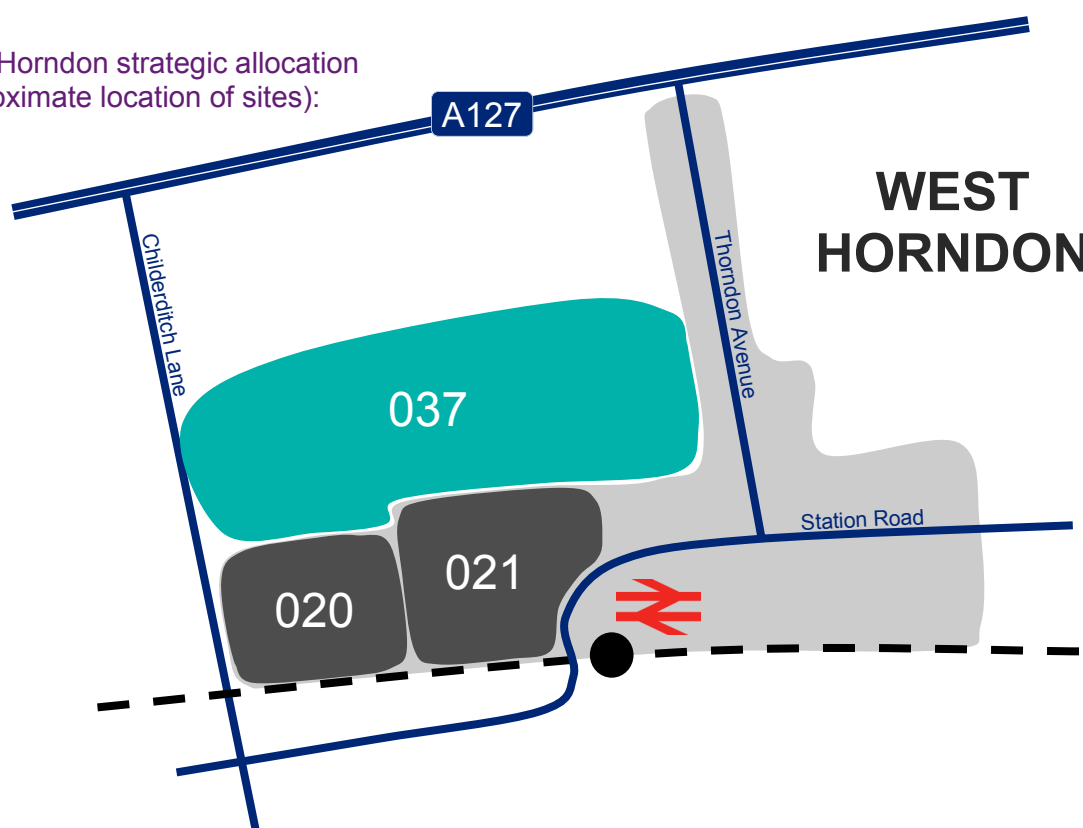 Horndon strategic allocation
oximate location of sites):
A127
WEST
HORNDON
Childerditch Lane
Thorndon Avenue
037
Station Road
021
020